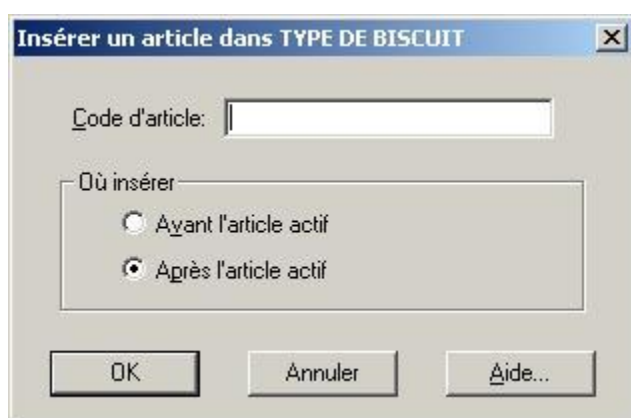 Insérer un article dans TYPE DE BISCUIT
Code d'article:
Où insérer
Avant l'article actif
Après l'article actif
OK Annuler Aide...